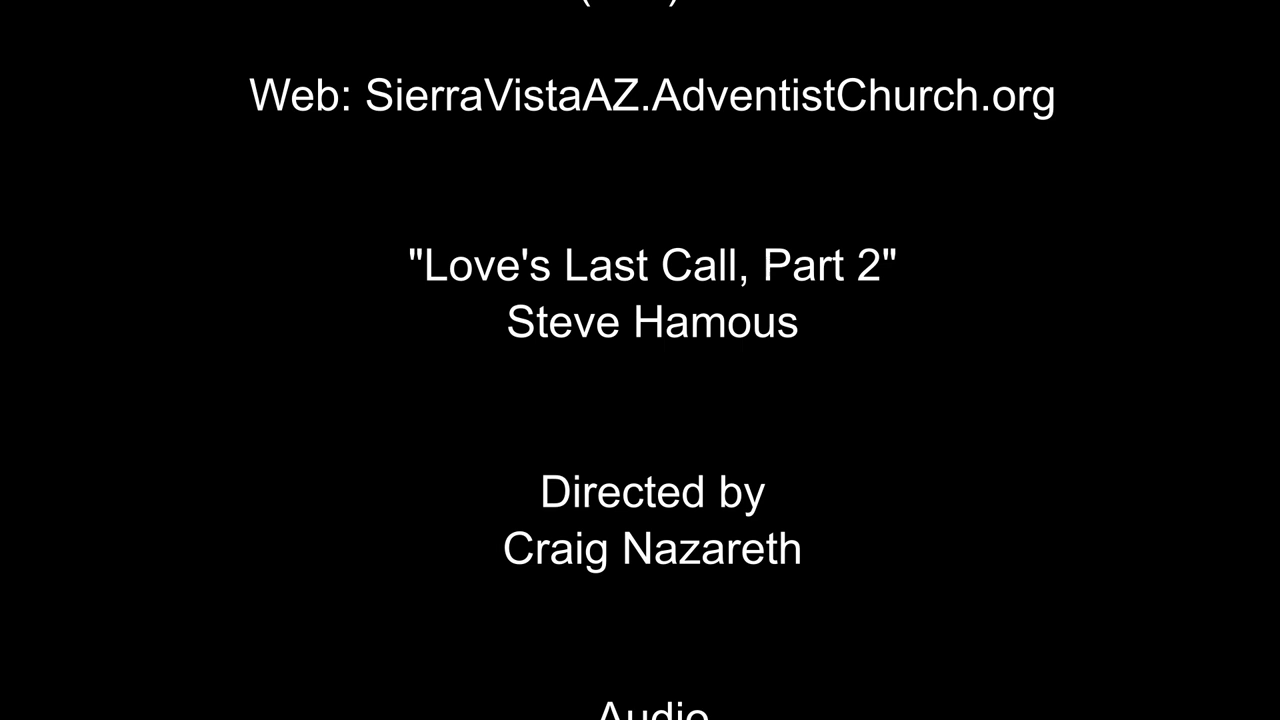 Web: SierraVistaAZ.AdventistChurch.org
"Love's Last Call, Part 2"
Steve Hamous
Directed by
Craig Nazareth
Audio